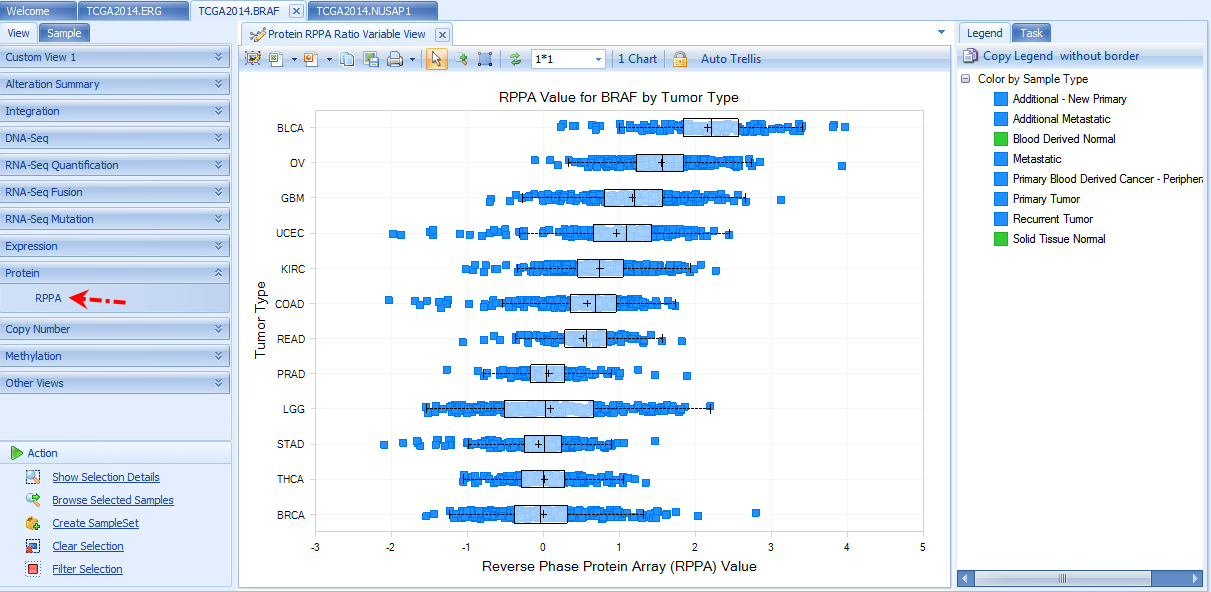 Welcome
TCGA2014.ERG
TCGA2014.BRAF
TCGA2014.NUSAP1
View
Sample
Custom View 1
Alteration Summary
Integration
DNA-Seq
RNA-Seq Quantification
RNA-Seq Fusion
RNA-Seq Mutation
Expression
Protein
RPPA
Copy Number
Methylation
Other Views
Action
Show Selection Details
Browse Selected Samples
Create SampleSet
Clear Selection
Filter Selection
Protein RPPA Ratio Variable View
1*1
1 Chart
Auto Trellis
RPPA Value for BRAF by Tumor Type
Tumor Type
BLCA
OV
GBM
UCEC
KIRC
COAD
READ
PRAD
LGG
STAD
THCA
BRCA
-3 -2 -1 0 1 2 3 4 5
Reverse Phase Protein Array (RPPA) Value
Legend
Task
Copy Legend without border
Color by Sample Type
Additional - New Primary
Additional Metastatic
Blood Derived Normal
Metastatic
Primary Blood Derived Cancer - Periphera
Primary Tumor
Recurrent Tumor
Solid Tissue Normal